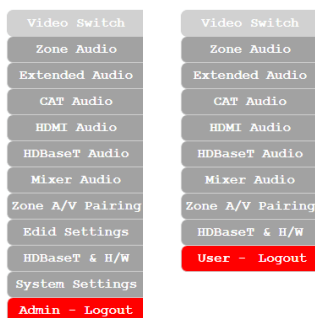 Video Switch
Zone Audio
Extended Audio
CAT Audio
HDMI Audio
HDBaseT Audio
Mixer Audio
Zone A/V Pairing
Edid Settings
HDBaseT & H/W
System Settings
Admin - Logout
Video Switch
Zone Audio
Extended Audio
CAT Audio
HDMI Audio
HDBaseT Audio
Mixer Audio
Zone A/V Pairing
HDBaseT & H/W
User - Logout